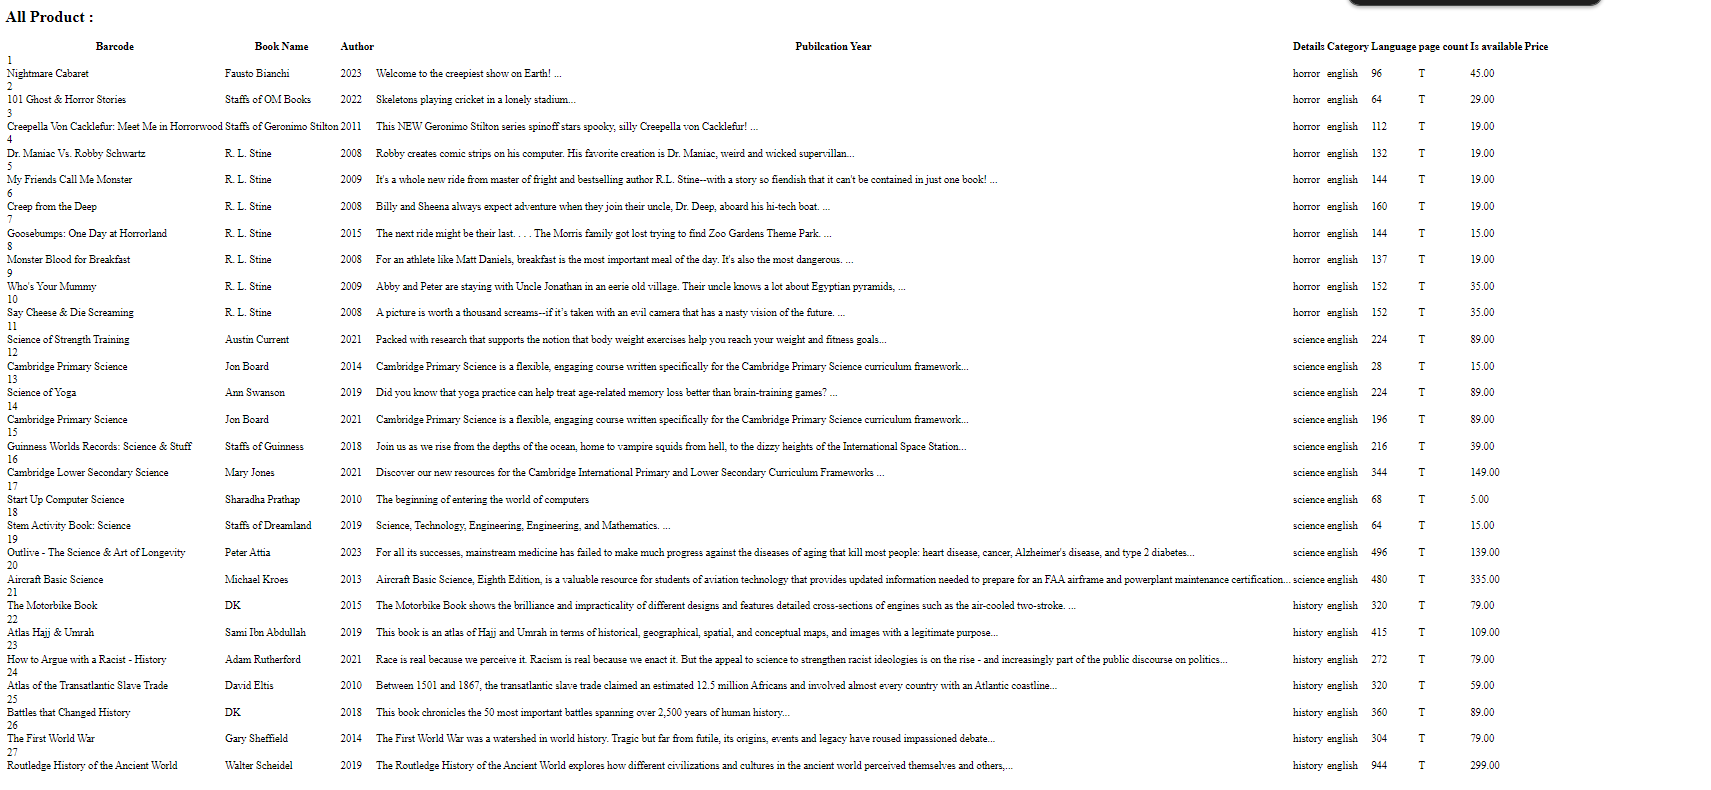 All Product :
Barcode Book Name Author Pubilcation Year Details Category Language page count Is available Price
1
Nightmare Cabaret Fausto Bianchi 2023 Welcome to the creepiest show on Earth! ... horror english 96 T 45.00
2
101 Ghost & Horror Stories Staffs of OM Books 2022 Skeletons playing cricket in a lonely stadium... horror english 64 T 29.00
3
Creepella Von Cacklefur: Meet Me in Horrorwood Staffs of Geronimo Stilton 2011 This NEW Geronimo Stilton series spinoff stars spooky, silly Creepella von Cacklefur! ... horror english 112 T 19.00
4
Dr. Maniac Vs. Robby Schwartz R. L. Stine 2008 Robby creates comic strips on his computer. His favorite creation is Dr. Maniac, weird and wicked supervillan... horror english 132 T 19.00
5
My Friends Call Me Monster R. L. Stine 2009 It's a whole new ride from master of fright and bestselling author R.L. Stine--with a story so fiendish that it can't be contained in just one book! ... horror english 144 T 19.00
6
Creep from the Deep R. L. Stine 2008 Billy and Sheena always expect adventure when they join their uncle, Dr. Deep, aboard his hi-tech boat. ... horror english 160 T 19.00
7
Goosebumps: One Day at Horrorland R. L. Stine 2015 The next ride might be their last. . . . The Morris family got lost trying to find Zoo Gardens Theme Park. ... horror english 144 T 15.00
8
Monster Blood for Breakfast R. L. Stine 2008 For an athlete like Matt Daniels, breakfast is the most important meal of the day. It's also the most dangerous. ... horror english 137 T 19.00
9
Who's Your Mummy R. L. Stine 2009 Abby and Peter are staying with Uncle Jonathan in an eerie old village. Their uncle knows a lot about Egyptian pyramids, ... horror english 152 T 35.00
10
Say Cheese & Die Screaming R. L. Stine 2008 A picture is worth a thousand screams--if it's taken with an evil camera that has a nasty vision of the future. ... horror english 152 T 35.00
11
Science of Strength Training Austin Current 2021 Packed with research that supports the notion that body weight exercises help you reach your weight and fitness goals... science english 224 T 89.00
12
Cambridge Primary Science Jon Board 2014 Cambridge Primary Science is a flexible, engaging course written specifically for the Cambridge Primary Science curriculum framework... science english 28 T 15.00
13
Science of Yoga Ann Swanson 2019 Did you know that yoga practice can help treat age-related memory loss better than brain-training games? ... science english 224 T 89.00
14
Cambridge Primary Science Jon Board 2021 Cambridge Primary Science is a flexible, engaging course written specifically for the Cambridge Primary Science curriculum framework... science english 196 T 89.00
15
Guinness Worlds Records: Science & Stuff Staffs of Guinness 2018 Join us as we rise from the depths of the ocean, home to vampire squids from hell, to the dizzy heights of the International Space Station... science english 216 T 39.00
16
Cambridge Lower Secondary Science Mary Jones 2021 Discover our new resources for the Cambridge International Primary and Lower Secondary Curriculum Frameworks ... science english 344 T 149.00
17
Start Up Computer Science Sharadha Prathap 2010 The beginning of entering the world of computers science english 68 T 5.00
18
Stem Activity Book: Science Staffs of Dreamland 2019 Science, Technology, Engineering, Engineering, and Mathematics. ... science english 64 T 15.00
19
Outlive - The Science & Art of Longevity Peter Attia 2023 For all its successes, mainstream medicine has failed to make much progress against the diseases of aging that kill most people: heart disease, cancer, Alzheimer's disease, and type 2 diabetes... science english 496 T 139.00
20
Aircraft Basic Science Michael Kroes 2013 Aircraft Basic Science, Eighth Edition, is a valuable resource for students of aviation technology that provides updated information needed to prepare for an FAA airframe and powerplant maintenance certification... science english 480 T 335.00
21
The Motorbike Book DK 2015 The Motorbike Book shows the brilliance and impracticality of different designs and features detailed cross-sections of engines such as the air-cooled two-stroke. ... history english 320 T 79.00
22
Atlas Hajj & Umrah Sami Ibn Abdullah 2019 This book is an atlas of Hajj and Umrah in terms of historical, geographical, spatial, and conceptual maps, and images with a legitimate purpose... history english 415 T 109.00
23
How to Argue with a Racist - History Adam Rutherford 2021 Race is real because we perceive it. Racism is real because we enact it. But the appeal to science to strengthen racist ideologies is on the rise - and increasingly part of the public discourse on politics... history english 272 T 79.00
24
Atlas of the Transatlantic Slave Trade David Eltis 2010 Between 1501 and 1867, the transatlantic slave trade claimed an estimated 12.5 million Africans and involved almost every country with an Atlantic coastline... history english 320 T 59.00
25
Battles that Changed History DK 2018 This book chronicles the 50 most important battles spanning over 2,500 years of human history... history english 360 T 89.00
26
The First World War Gary Sheffield 2014 The First World War was a watershed in world history. Tragic but far from futile, its origins, events and legacy have roused impassioned debate... history english 304 T 79.00
27
Routledge History of the Ancient World Walter Scheidel 2019 The Routledge History of the Ancient World explores how different civilizations and cultures in the ancient world perceived themselves and others,... history english 944 T 299.00